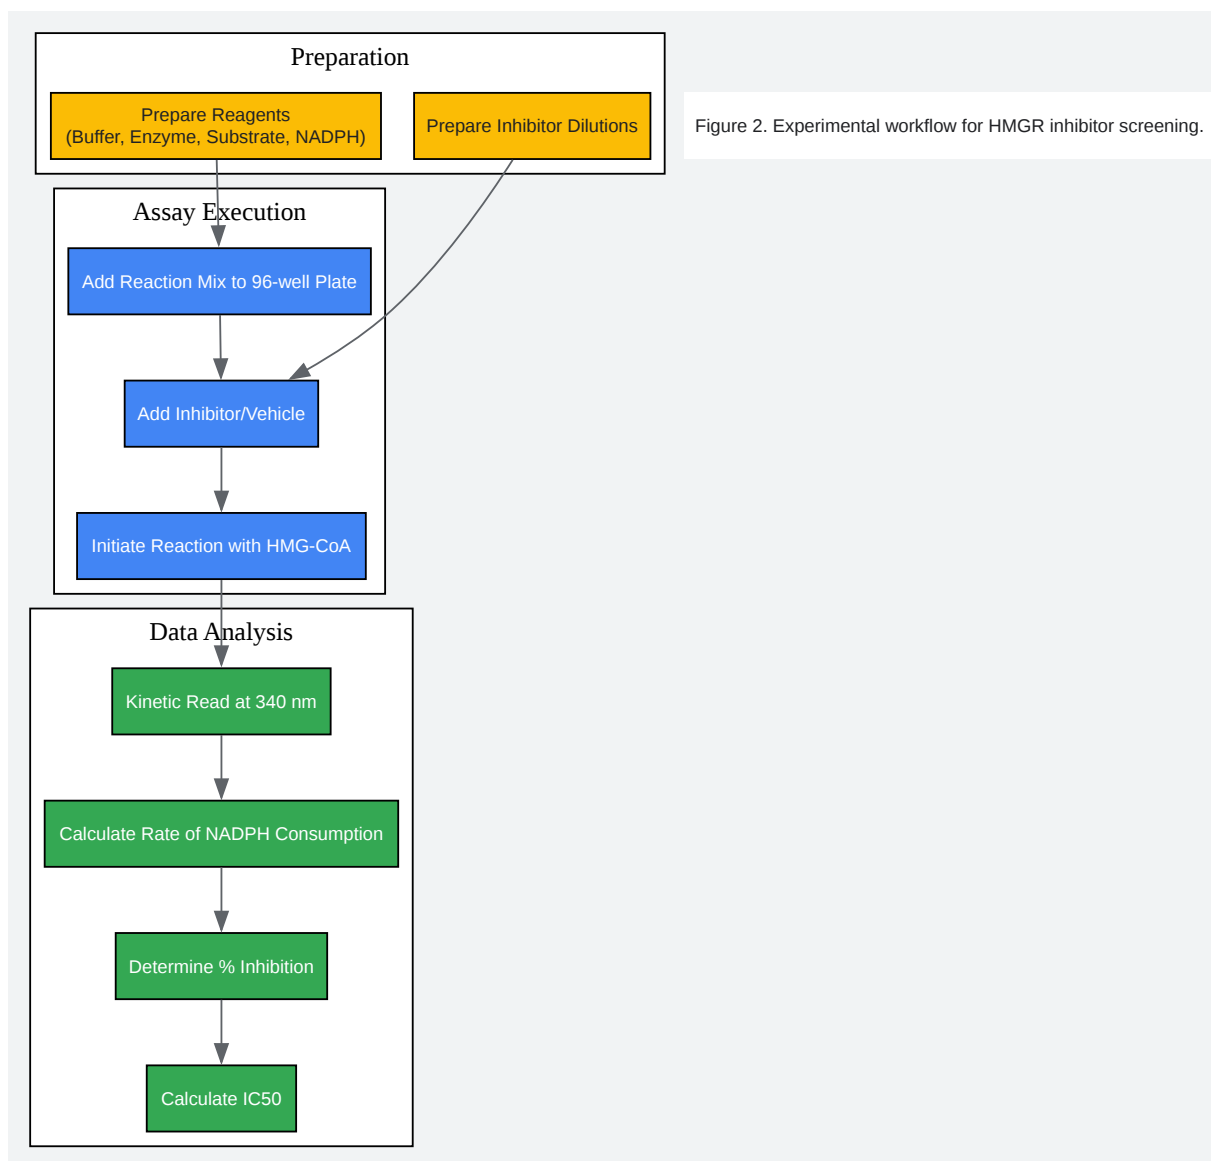 Preparation
Prepare Reagents
(Buffer, Enzyme, Substrate, NADPH)
Prepare Inhibitor Dilutions
Figure 2. Experimental workflow for HMGR inhibitor screening.
Assay Execution
Add Reaction Mix to 96-well Plate
Add Inhibitor/Vehicle
Initiate Reaction with HMG-CoA
Data Analysis
Kinetic Read at 340 nm
Calculate Rate of NADPH Consumption
Determine % Inhibition
Calculate IC50